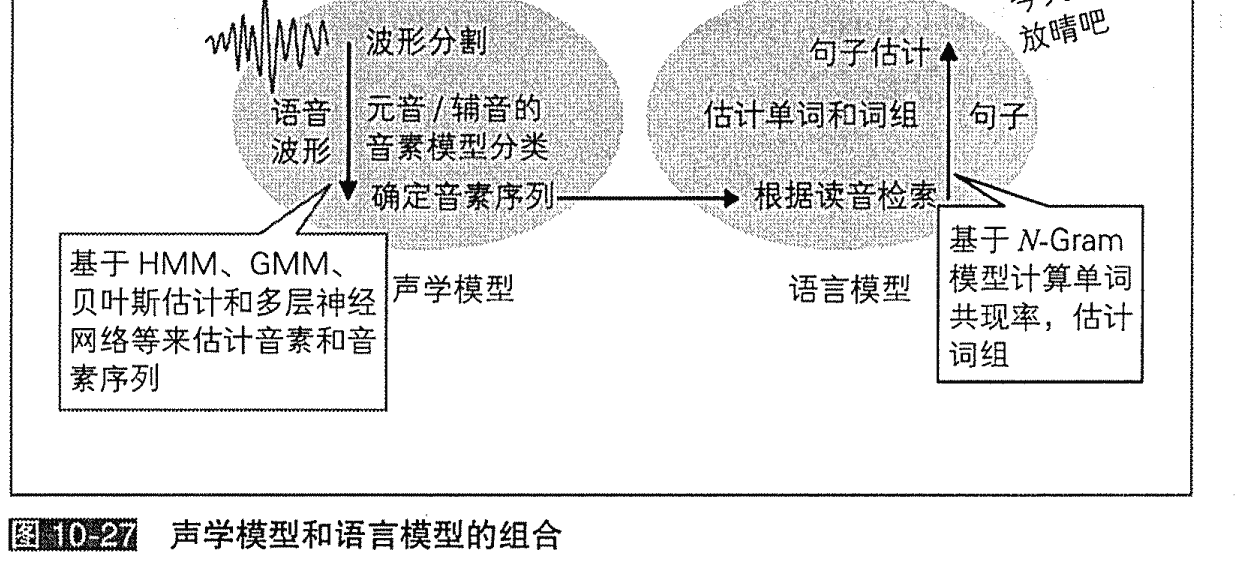 放晴吧
波形分割
语音
波形
元音/辅音的
音素模型分类
确定音素序列
句子估计
估计单词和词组
句子
根据读音检索
基于 HMM、GMM、
贝叶斯估计和多层神经
网络等来估计音素和音
素序列
声学模型
语言模型
基于 N-Gram
模型计算单词
共现率，估计
词组
图 10-27 声学模型和语言模型的组合